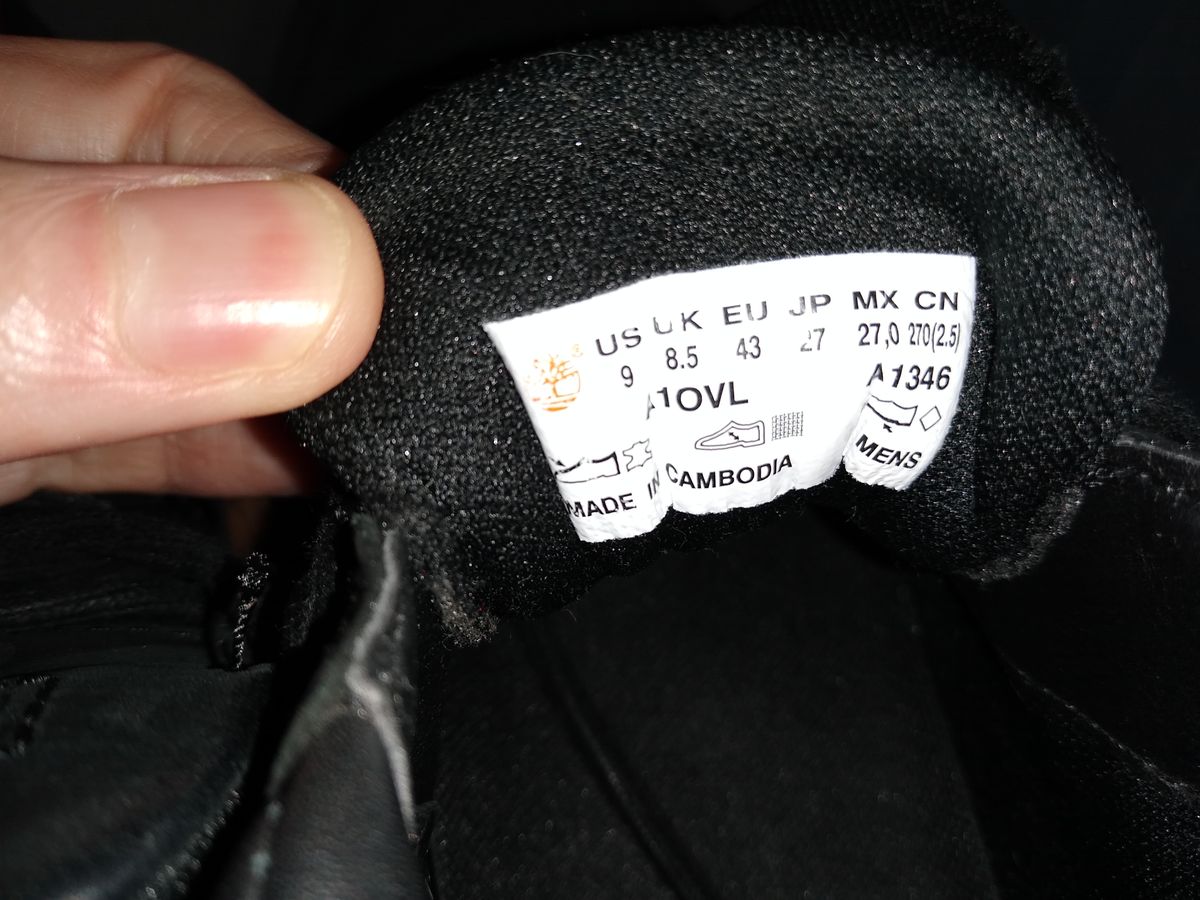 US UK EU JP MX CN
9 8.5 43 27 27,0 270(2.5)
A1OVL A1346
MADE IN CAMBODIA MENS